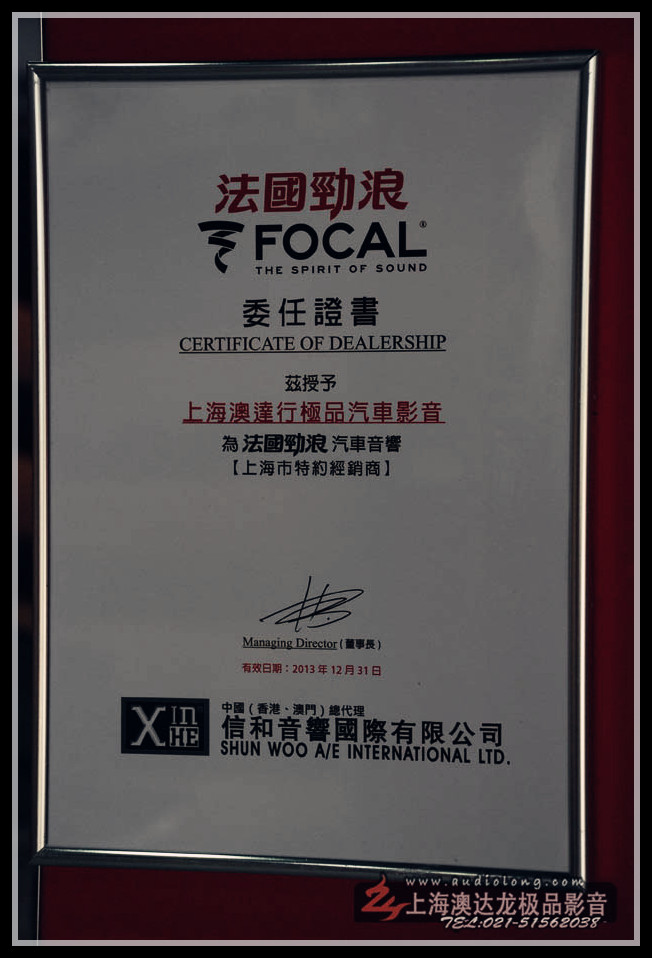 法國勁浪
FOCAL®
THE SPIRIT OF SOUND
委任證書
CERTIFICATE OF DEALERSHIP
茲授予
上海澳達行極品汽車影音
為 法國勁浪 汽車音響
【上海市特約經銷商】
Managing Director (董事長)
有效日期：2013 年 12 月 31 日
XINHE
中國（香港、澳門）總代理
信和音響國際有限公司
SHUN WOO A/E INTERNATIONAL LTD.
www.audiolong.com
上海澳达龙极品影音
TEL:021-51562038